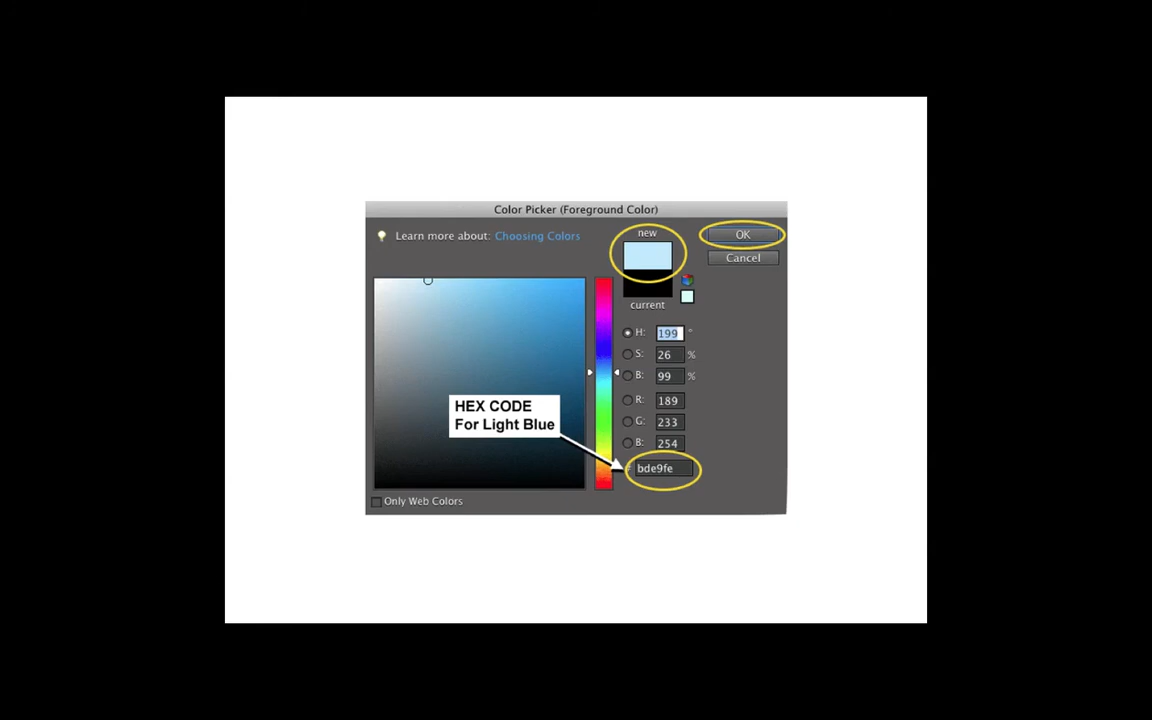 Color Picker (Foreground Color)
Learn more about: Choosing Colors
new
OK
Cancel
current
H: 199 °
S: 26 %
B: 99 %
R: 189
G: 233
B: 254
# bde9fe
HEX CODE
For Light Blue
Only Web Colors